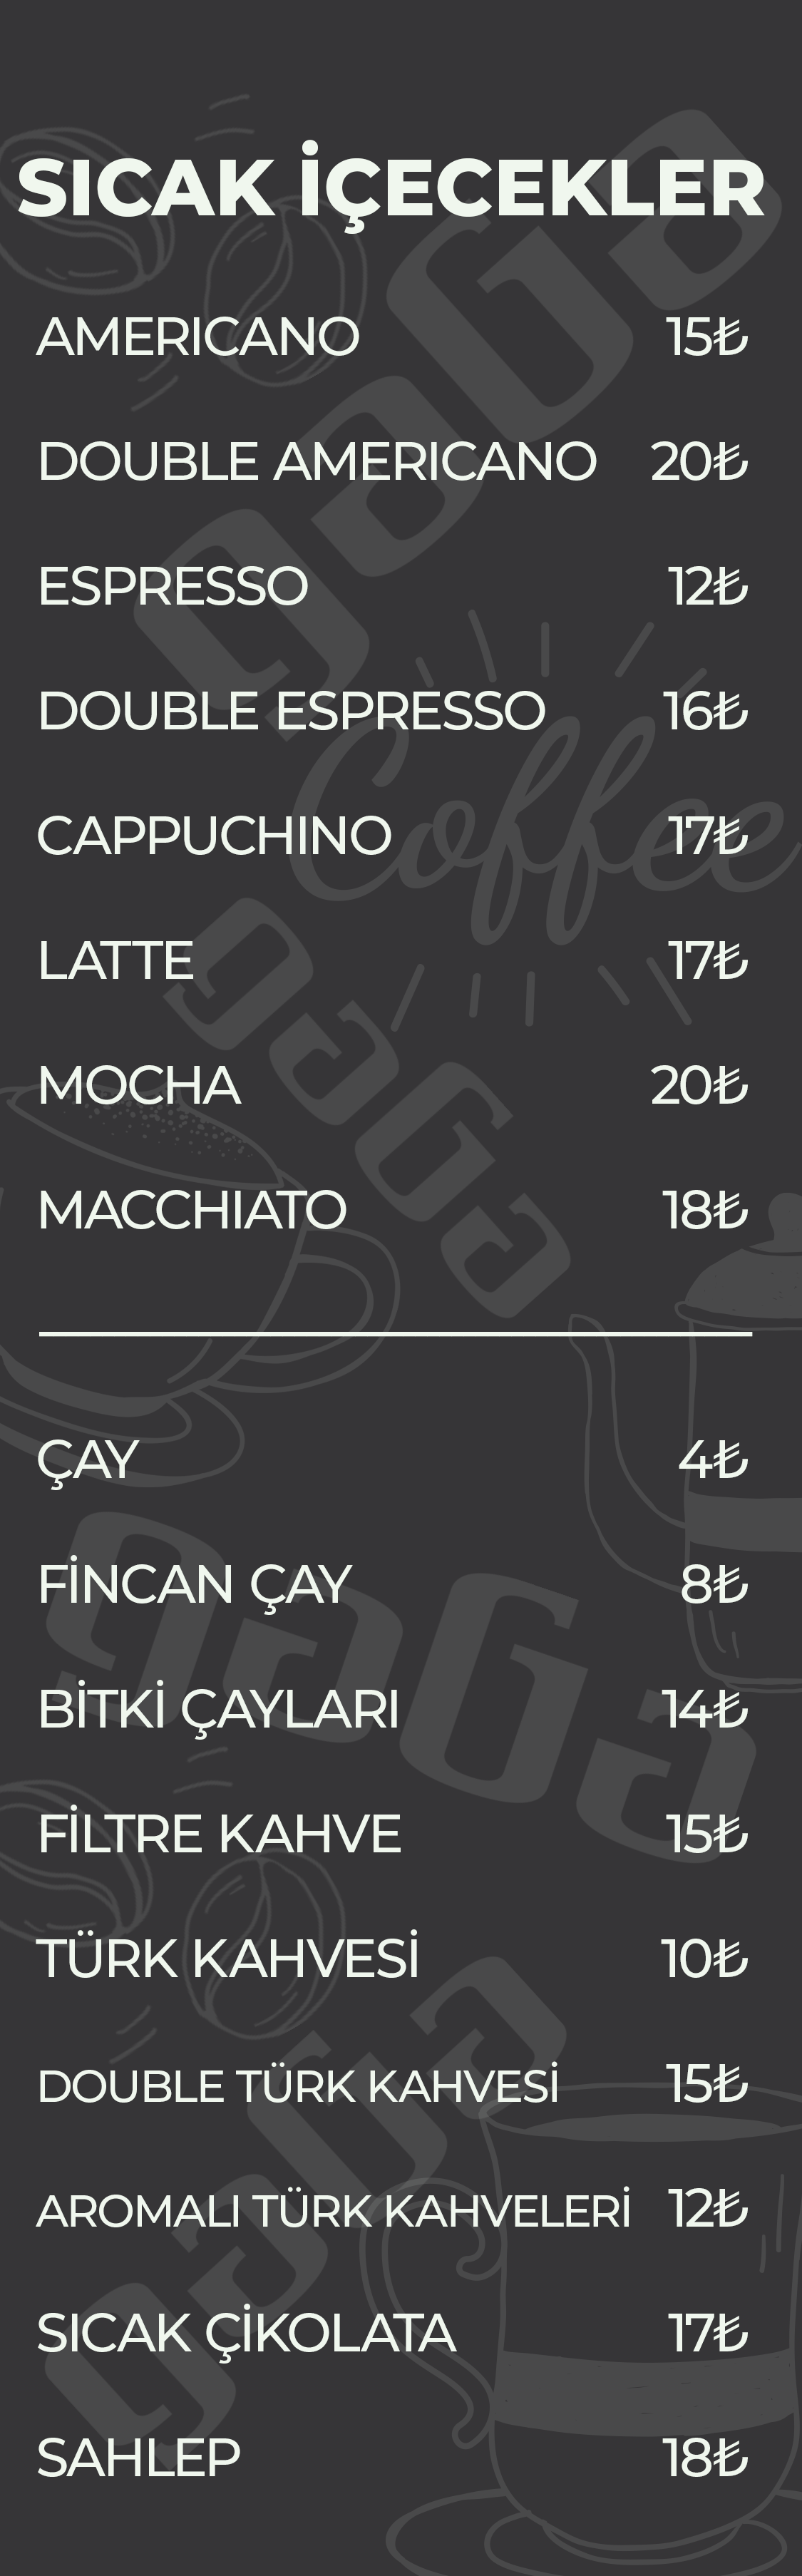 SICAK İÇECEKLER
AMERICANO 15₺
DOUBLE AMERICANO 20₺
ESPRESSO 12₺
DOUBLE ESPRESSO 16₺
CAPPUCHINO 17₺
Coffee
LATTE 17₺
MOCHA 20₺
MACCHIATO 18₺
ÇAY 4₺
FİNCAN ÇAY 8₺
BİTKİ ÇAYLARI 14₺
FİLTRE KAHVE 15₺
TÜRK KAHVESİ 10₺
DOUBLE TÜRK KAHVESİ 15₺
AROMALI TÜRK KAHVELERİ 12₺
SICAK ÇİKOLATA 17₺
SAHLEP 18₺